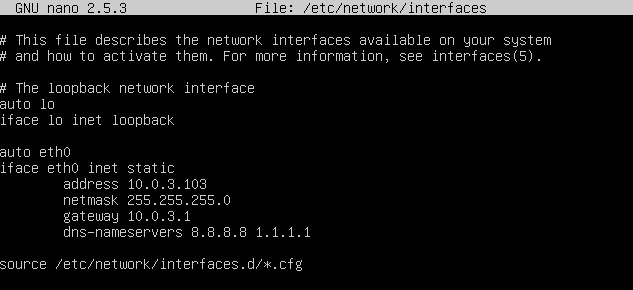 GNU nano 2.5.3 File: /etc/network/interfaces
# This file describes the network interfaces available on your system
# and how to activate them. For more information, see interfaces(5).
# The loopback network interface
auto lo
iface lo inet loopback
auto eth0
iface eth0 inet static
address 10.0.3.103
netmask 255.255.255.0
gateway 10.0.3.1
dns-nameservers 8.8.8.8 1.1.1.1
source /etc/network/interfaces.d/*.cfg